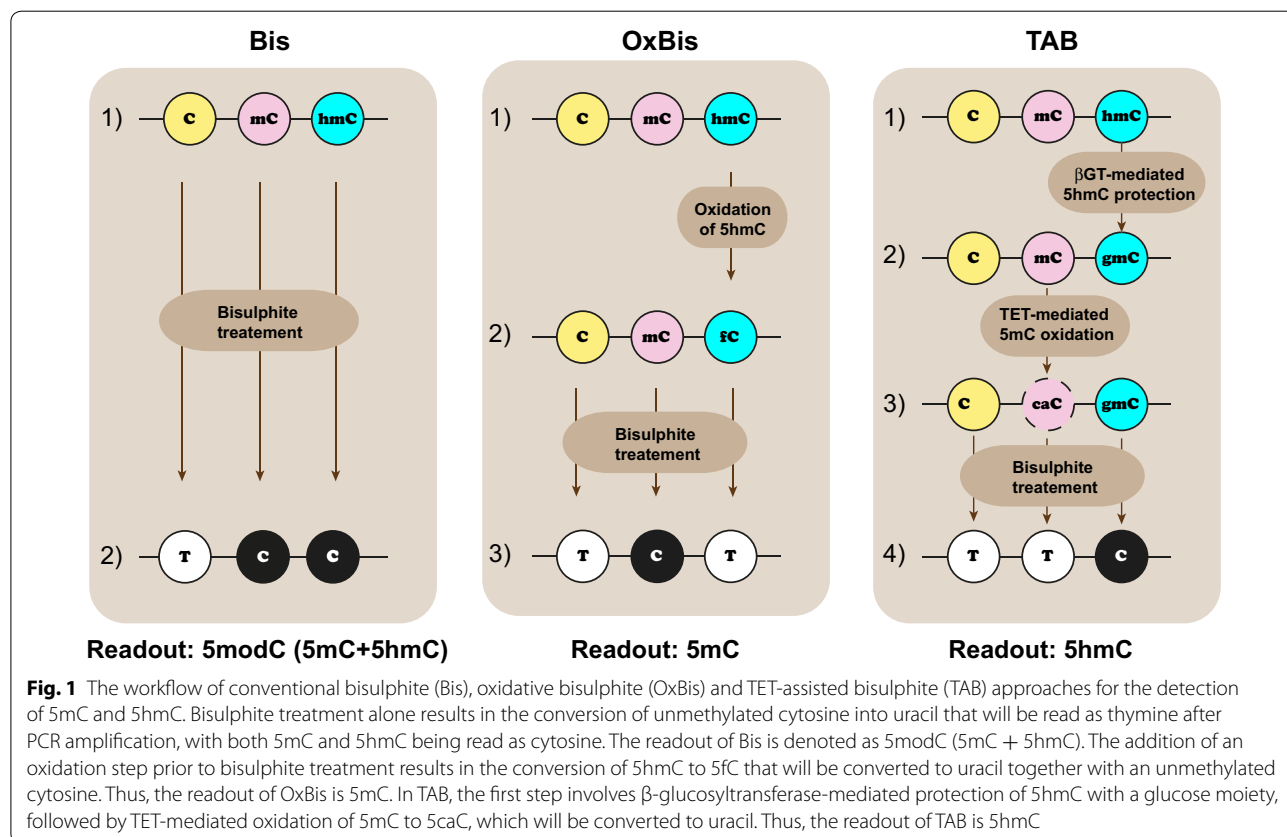 Bis
OxBis
TAB
1) C mC hmC
Bisulphite
treatement
2) T C C
Readout: 5modC (5mC+5hmC)
1) C mC hmC
Oxidation
of 5hmC
2) C mC fC
Bisulphite
treatement
3) T C T
Readout: 5mC
1) C mC hmC
βGT-mediated
5hmC protection
2) C mC gmC
TET-mediated
5mC oxidation
3) C caC gmC
Bisulphite
treatement
4) T T C
Readout: 5hmC
Fig. 1 The workflow of conventional bisulphite (Bis), oxidative bisulphite (OxBis) and TET-assisted bisulphite (TAB) approaches for the detection
of 5mC and 5hmC. Bisulphite treatment alone results in the conversion of unmethylated cytosine into uracil that will be read as thymine after
PCR amplification, with both 5mC and 5hmC being read as cytosine. The readout of Bis is denoted as 5modC (5mC + 5hmC). The addition of an
oxidation step prior to bisulphite treatment results in the conversion of 5hmC to 5fC that will be converted to uracil together with an unmethylated
cytosine. Thus, the readout of OxBis is 5mC. In TAB, the first step involves β-glucosyltransferase-mediated protection of 5hmC with a glucose moiety,
followed by TET-mediated oxidation of 5mC to 5caC, which will be converted to uracil. Thus, the readout of TAB is 5hmC